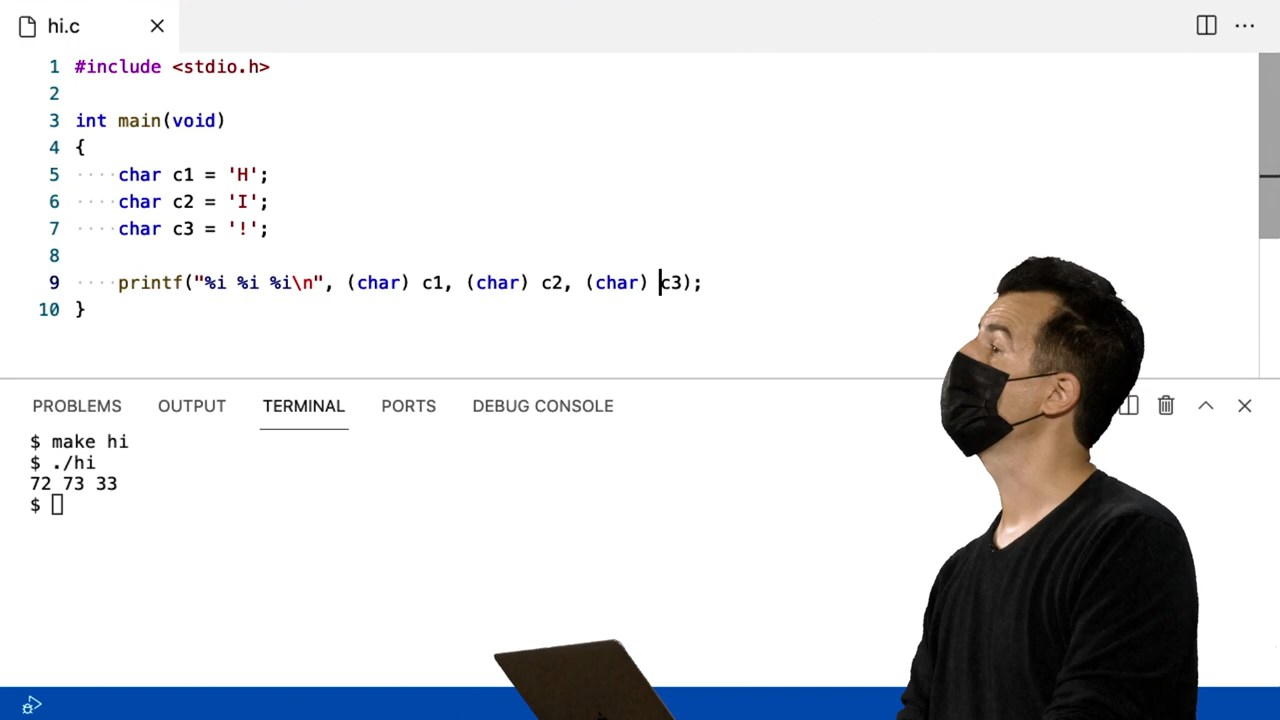 hi.c
1 #include <stdio.h>
2
3 int main(void)
4 {
5 ····char c1 = 'H';
6 ····char c2 = 'I';
7 ····char c3 = '!';
8
9 ····printf("%i %i %i\n", (char) c1, (char) c2, (char) c3);
10 }
PROBLEMS OUTPUT TERMINAL PORTS DEBUG CONSOLE
$ make hi
$ ./hi
72 73 33
$